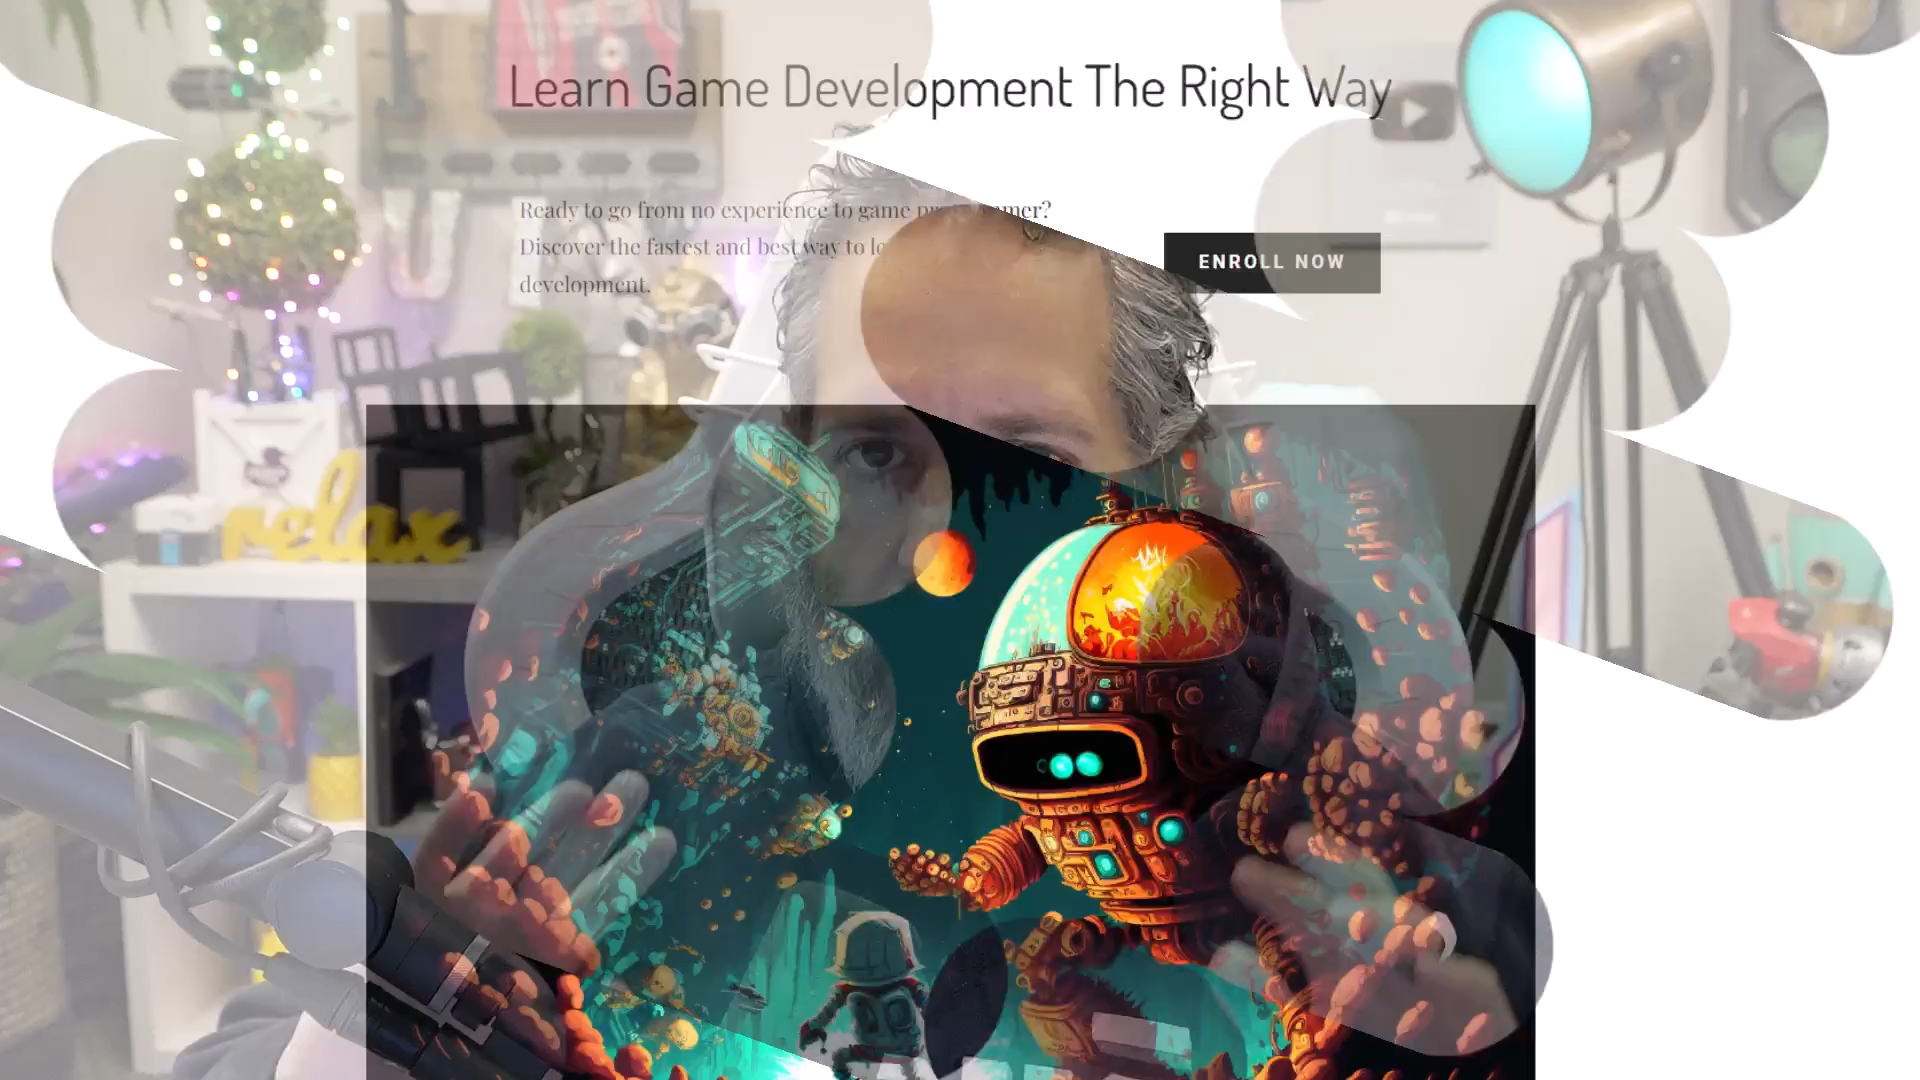 Learn Game Development The Right Way
Ready to go from no experience to game
Discover the fastest and best way to
development.
ENROLL NOW
relax